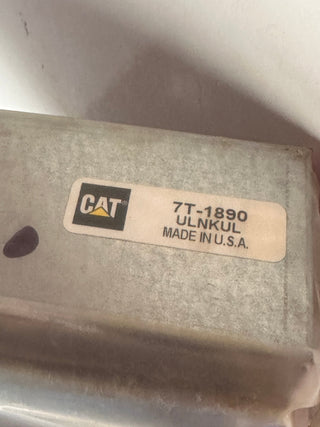 CAT
7T-1890
ULNKUL
MADE IN U.S.A.